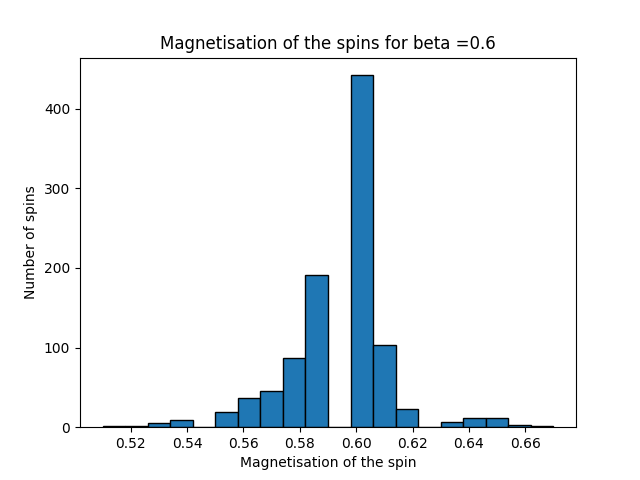 Magnetisation of the spins for beta =0.6
Number of spins
400
300
200
100
0
0.52 0.54 0.56 0.58 0.60 0.62 0.64 0.66
Magnetisation of the spin